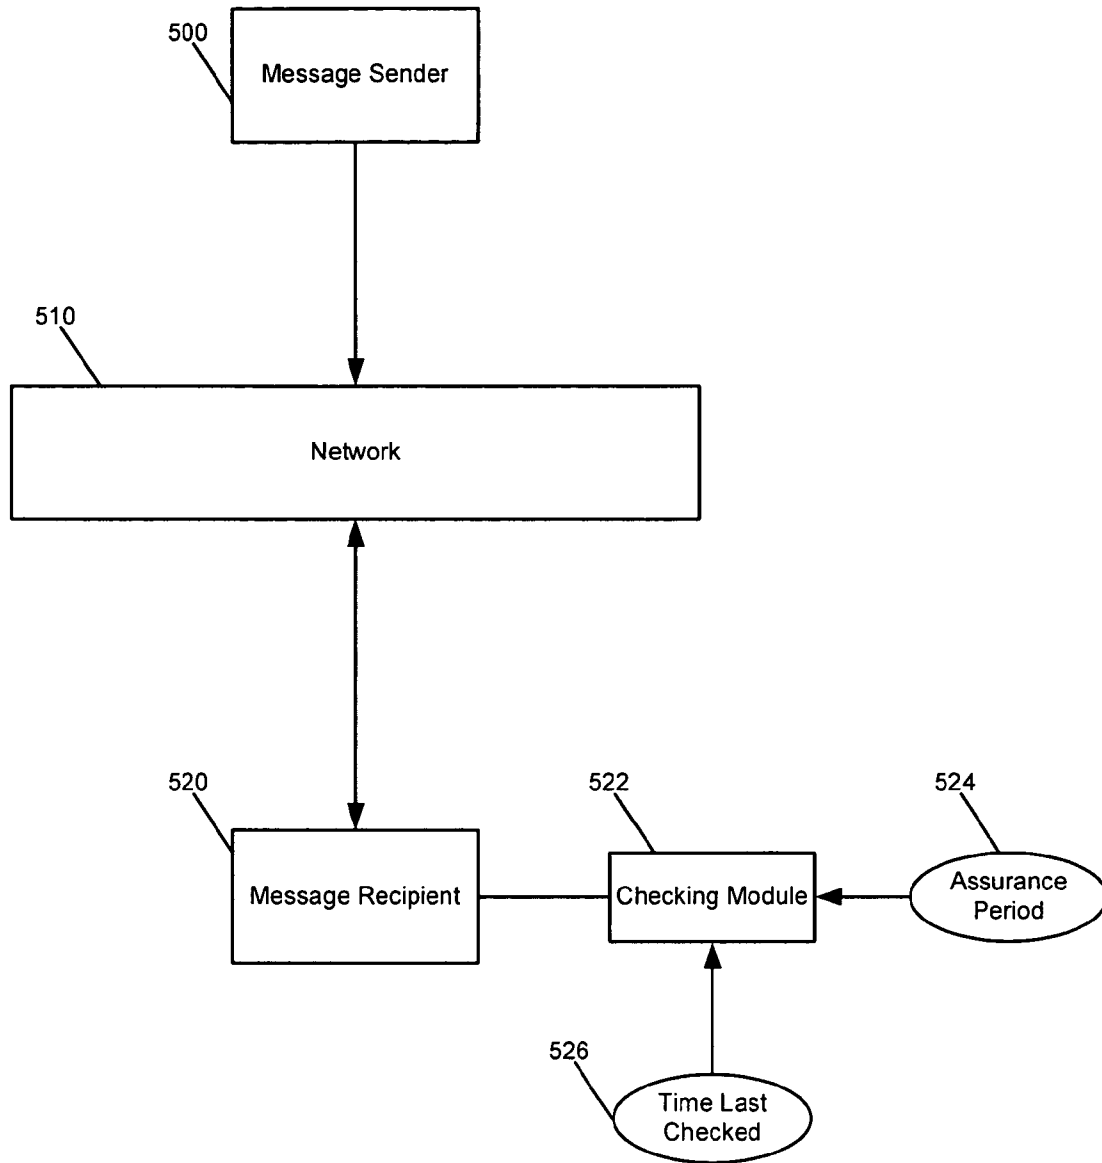 500
Message Sender
510
Network
520
522
524
Message Recipient
Checking Module
Assurance
Period
526
Time Last
Checked